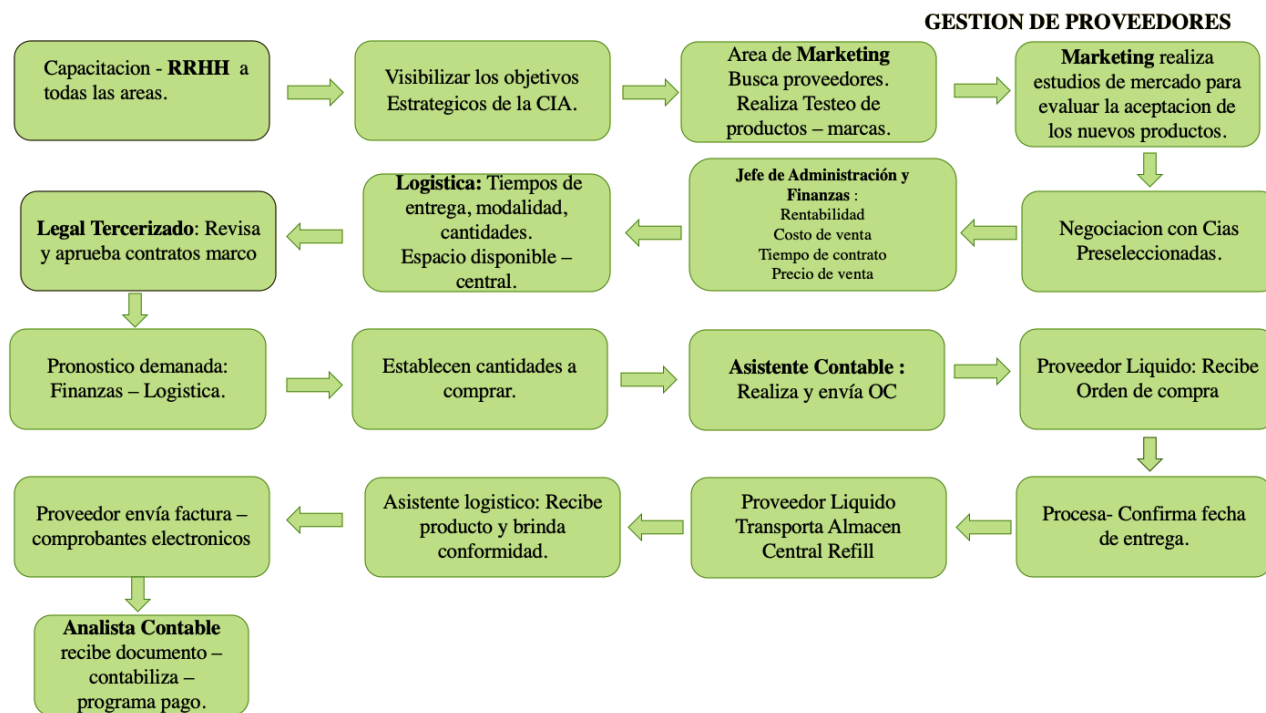 GESTION DE PROVEEDORES
Capacitacion - RRHH a
todas las areas.
Visibilizar los objetivos
Estrategicos de la CIA.
Area de Marketing
Busca proveedores.
Realiza Testeo de
productos – marcas.
Marketing realiza
estudios de mercado para
evaluar la aceptacion de
los nuevos productos.
Negociacion con Cias
Preseleccionadas.
Jefe de Administración y
Finanzas :
Rentabilidad
Costo de venta
Tiempo de contrato
Precio de venta
Logistica: Tiempos de
entrega, modalidad,
cantidades.
Espacio disponible –
central.
Legal Tercerizado: Revisa
y aprueba contratos marco
Pronostico demanada:
Finanzas – Logistica.
Establecen cantidades a
comprar.
Asistente Contable :
Realiza y envía OC
Proveedor Liquido: Recibe
Orden de compra
Procesa- Confirma fecha
de entrega.
Proveedor Liquido
Transporta Almacen
Central Refill
Asistente logistico: Recibe
producto y brinda
conformidad.
Proveedor envía factura –
comprobantes electronicos
Analista Contable
recibe documento –
contabiliza –
programa pago.